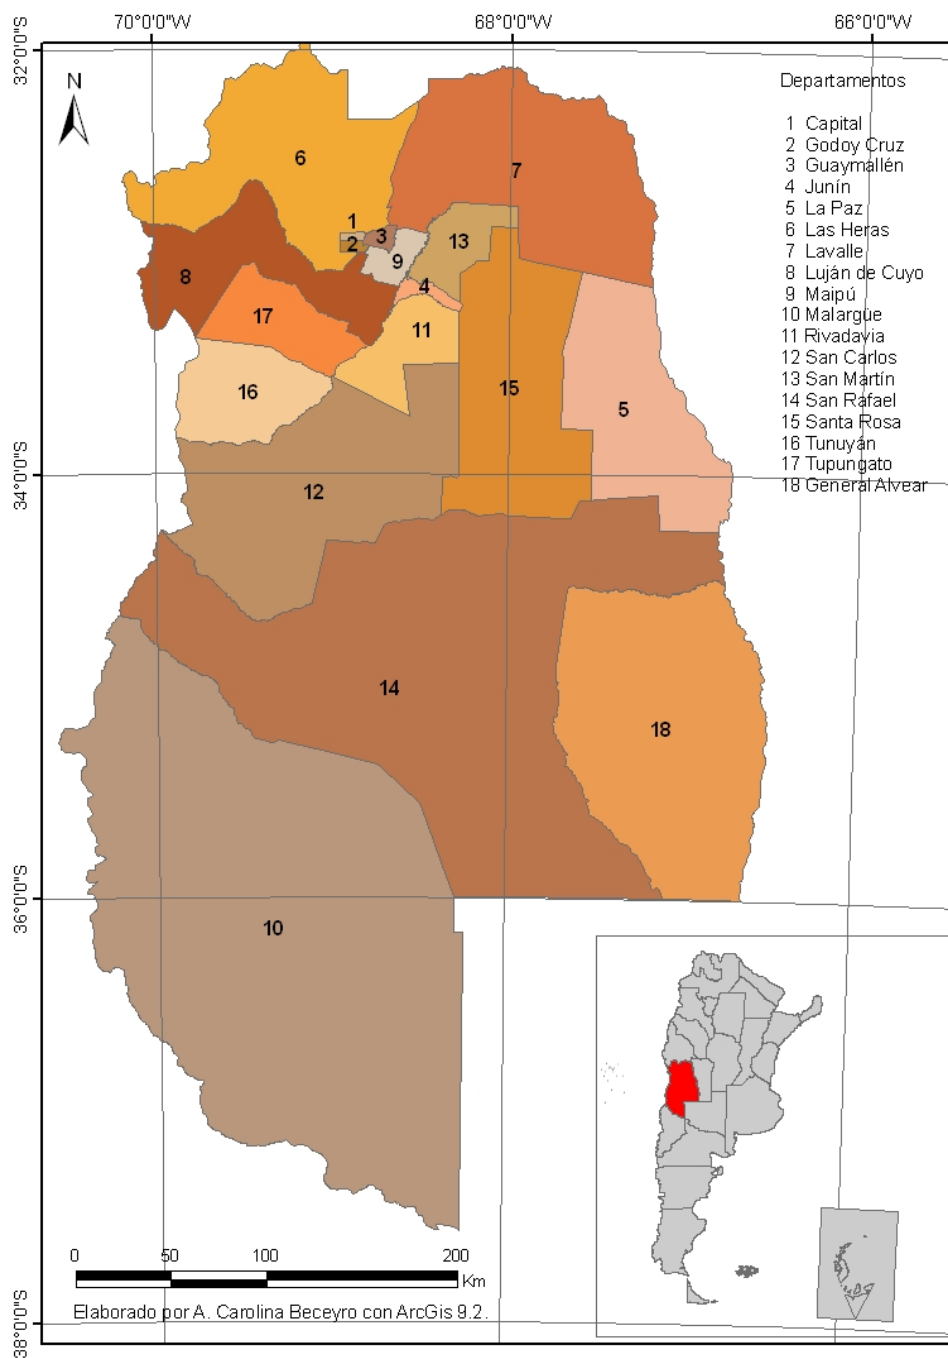 70°0'0"W 68°0'0"W 66°0'0"W
32°0'0"S
N
Departamentos
1 Capital
2 Godoy Cruz
3 Guaymallén
4 Junín
5 La Paz
6 Las Heras
7 Lavalle
8 Luján de Cuyo
9 Maipú
10 Malargüe
11 Rivadavia
12 San Carlos
13 San Martín
14 San Rafael
15 Santa Rosa
16 Tunuyán
17 Tupungato
18 General Alvear
6
7
1
2
3
13
9
8
4
17
11
16
15
5
34°0'0"S
12
14
18
36°0'0"S
10
0 50 100 200
Km
Elaborado por A. Carolina Beceyro con ArcGis 9.2.
38°0'0"S